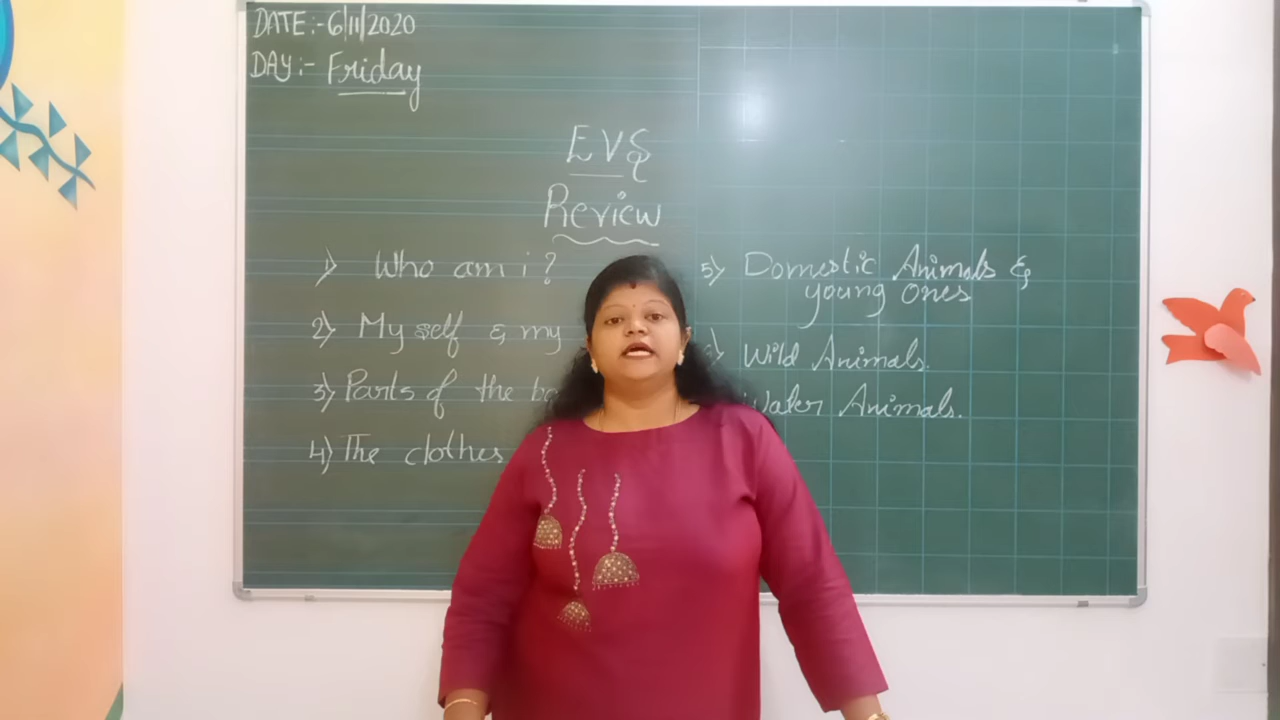 DATE:-6/11/2020
DAY:- Friday
EVS
Review
1) Who am i?
2) My self & my
3) Parts of the
4) The clothes
5) Domestic Animals &
young ones
Wild Animals.
Water Animals.